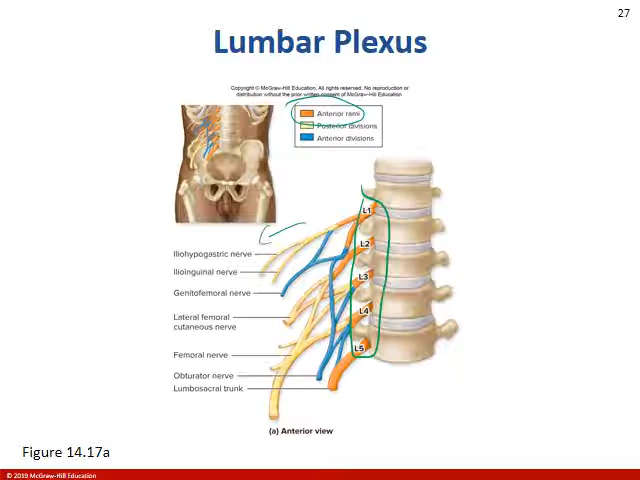 27
Lumbar Plexus
Copyright © McGraw-Hill Education. All rights reserved. No reproduction or
distribution without the prior written consent of McGraw-Hill Education
Anterior rami
Posterior divisions
Anterior divisions
L1
L2
L3
L4
L5
Iliohypogastric nerve
Ilioinguinal nerve
Genitofemoral nerve
Lateral femoral
cutaneous nerve
Femoral nerve
Obturator nerve
Lumbosacral trunk
(a) Anterior view
Figure 14.17a
© 2019 McGraw-Hill Education